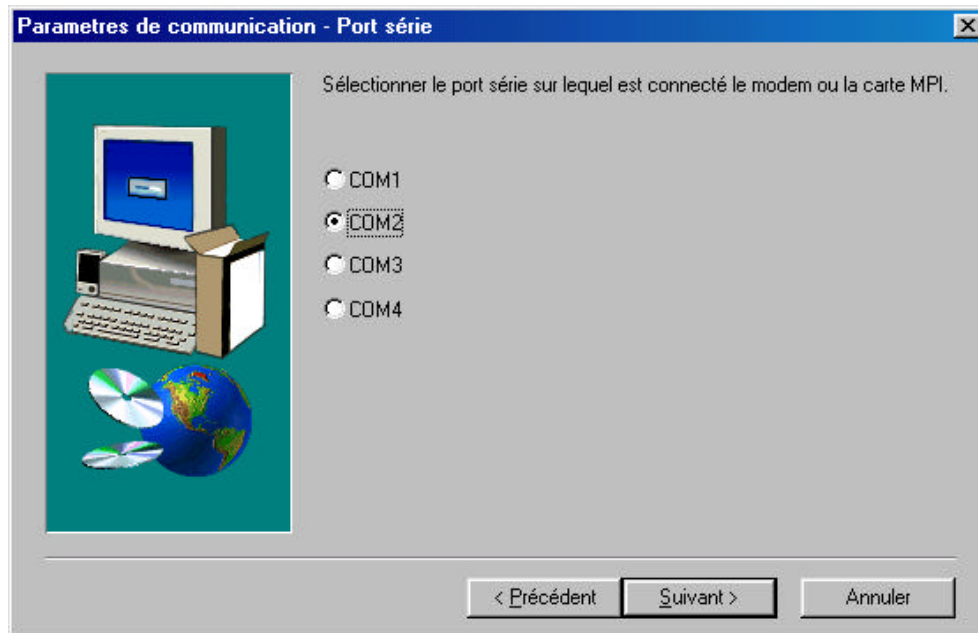 Parametres de communication - Port série
Sélectionner le port série sur lequel est connecté le modem ou la carte MPI.
COM1
COM2
COM3
COM4
< Précédent
Suivant >
Annuler